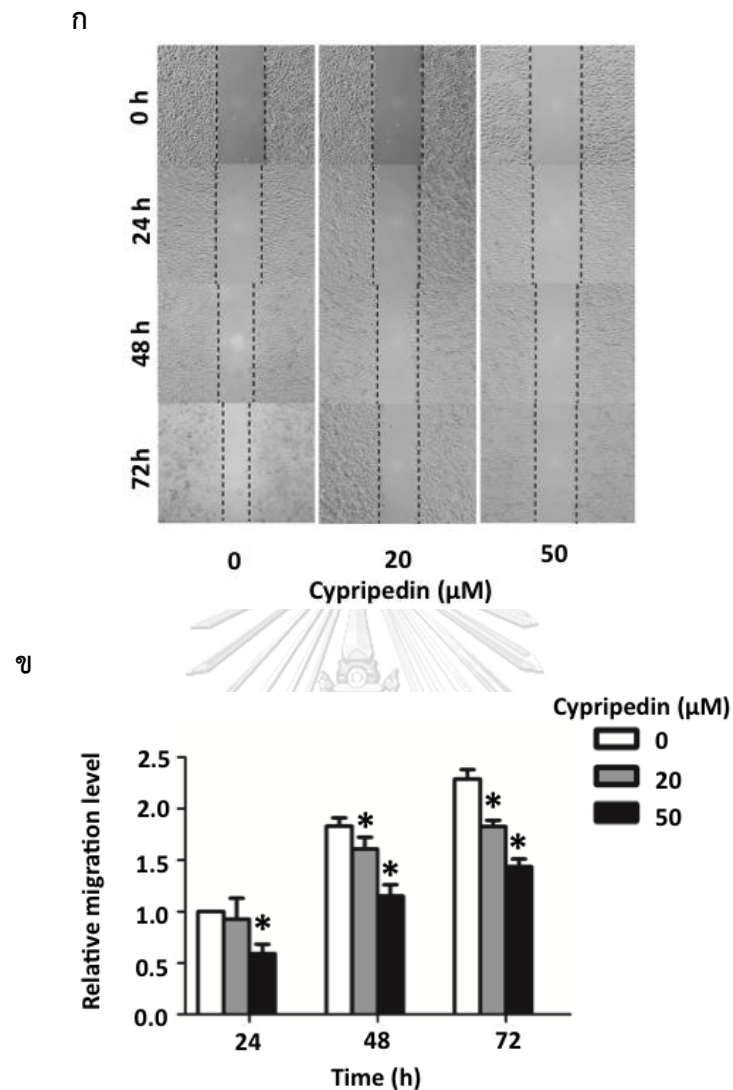 ก
0 h
24 h
48 h
72h
0 20 50
Cypripedin (µM)
ข
Cypripedin (µM)
0
20
50
Relative migration level
2.5
2.0
1.5
1.0
0.5
0.0
*
* *
* *
24 48 72
Time (h)